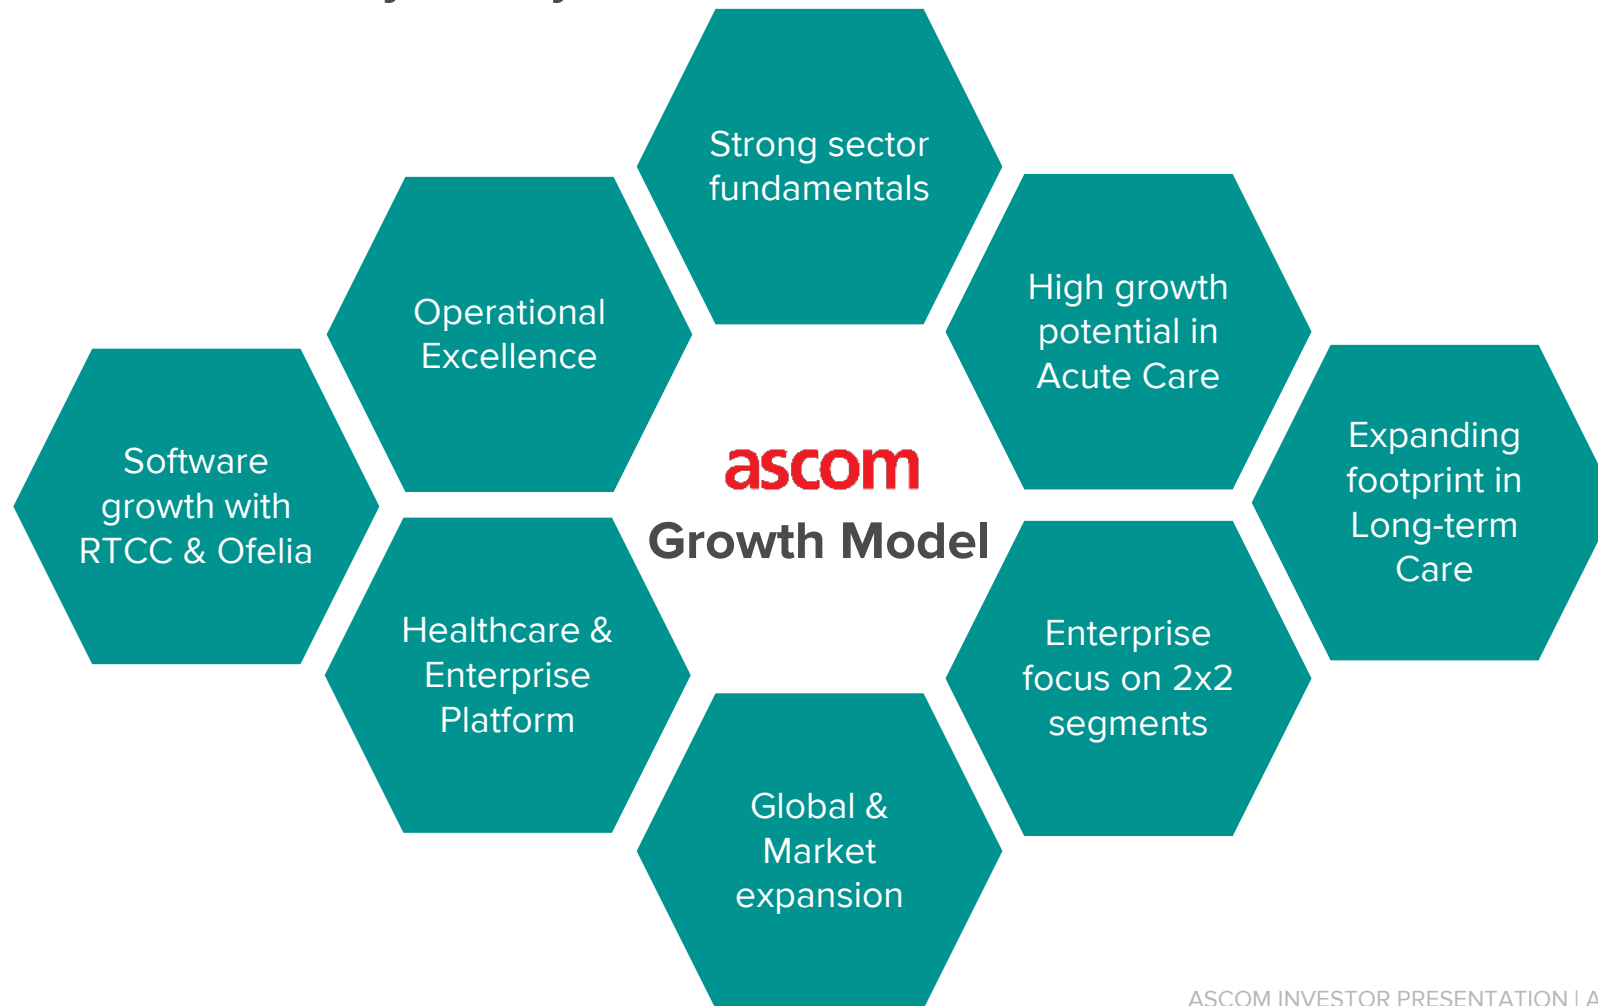 Strong sector
fundamentals
Operational
Excellence
High growth
potential in
Acute Care
Software
growth with
RTCC & Ofelia
ascom
Growth Model
Expanding
footprint in
Long-term
Care
Healthcare &
Enterprise
Platform
Enterprise
focus on 2x2
segments
Global &
Market
expansion
ASCOM INVESTOR PRESENTATION | A